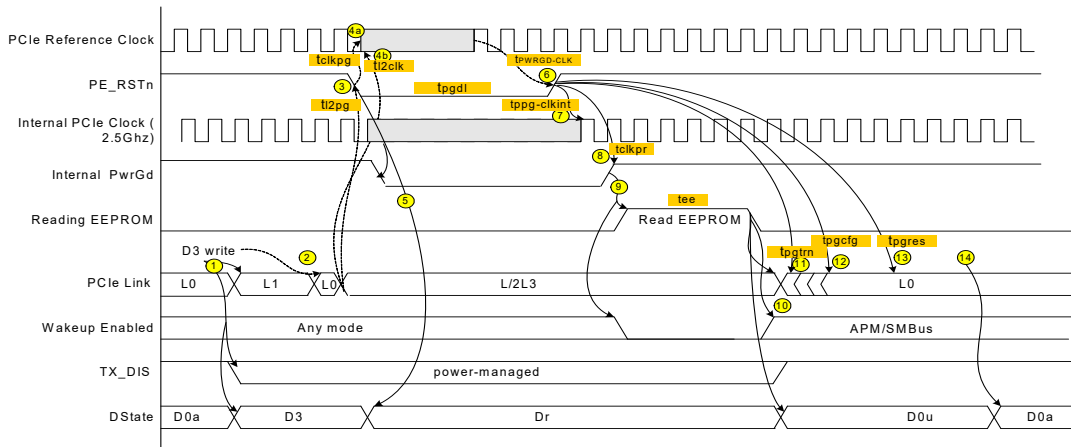 4a
PCIe Reference Clock
tclkpg
4b
tPWRGD-CLK
tl2clk
6
PE_RSTn
3
tpgdl
tl2pg
tppg-clkint
7
Internal PCIe Clock (
2.5Ghz)
tclkpr
8
Internal PwrGd
9
5
tee
Reading EEPROM
Read EEPROM
D3 write
2
tpgtrn
tpgcfg
tpgres
1
11
12
13
14
PCIe Link
L0
L1
L0
L/2L3
L0
10
Wakeup Enabled
Any mode
APM/SMBus
TX_DIS
power-managed
DState
D0a
D3
Dr
D0u
D0a